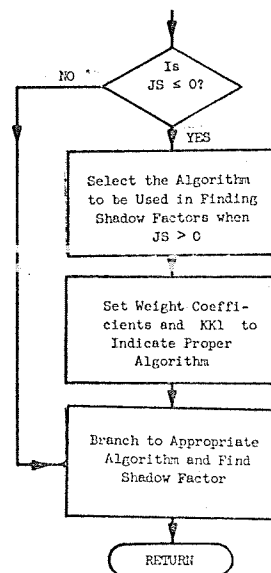 Is
NO
JS ≤ 0?
YES
Select the Algorithm
to be Used in Finding
Shadow Factors when
JS > 0
Set Weight Coeffi-
cients and KK1 to
Indicate Proper
Algorithm
Branch to Appropriate
Algorithm and Find
Shadow Factor
RETURN